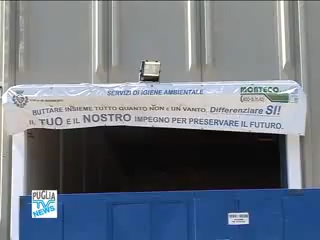 SERVIZI DI IGIENE AMBIENTALE
MONTECO
BUTTARE INSIEME TUTTO QUANTO NON È UN VANTO. Differenziare SI!
IL TUO E IL NOSTRO IMPEGNO PER PRESERVARE IL FUTURO.
PUGLIA
TV
NEWS